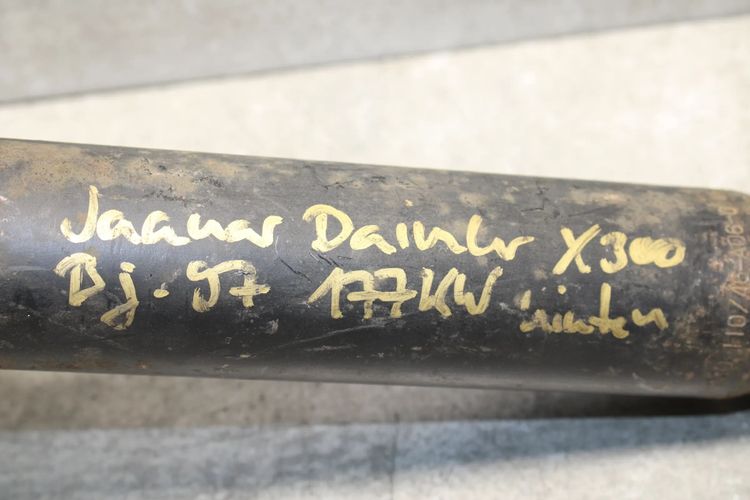 Jaguar Daimler X300
Bj. 97 177KW hinten